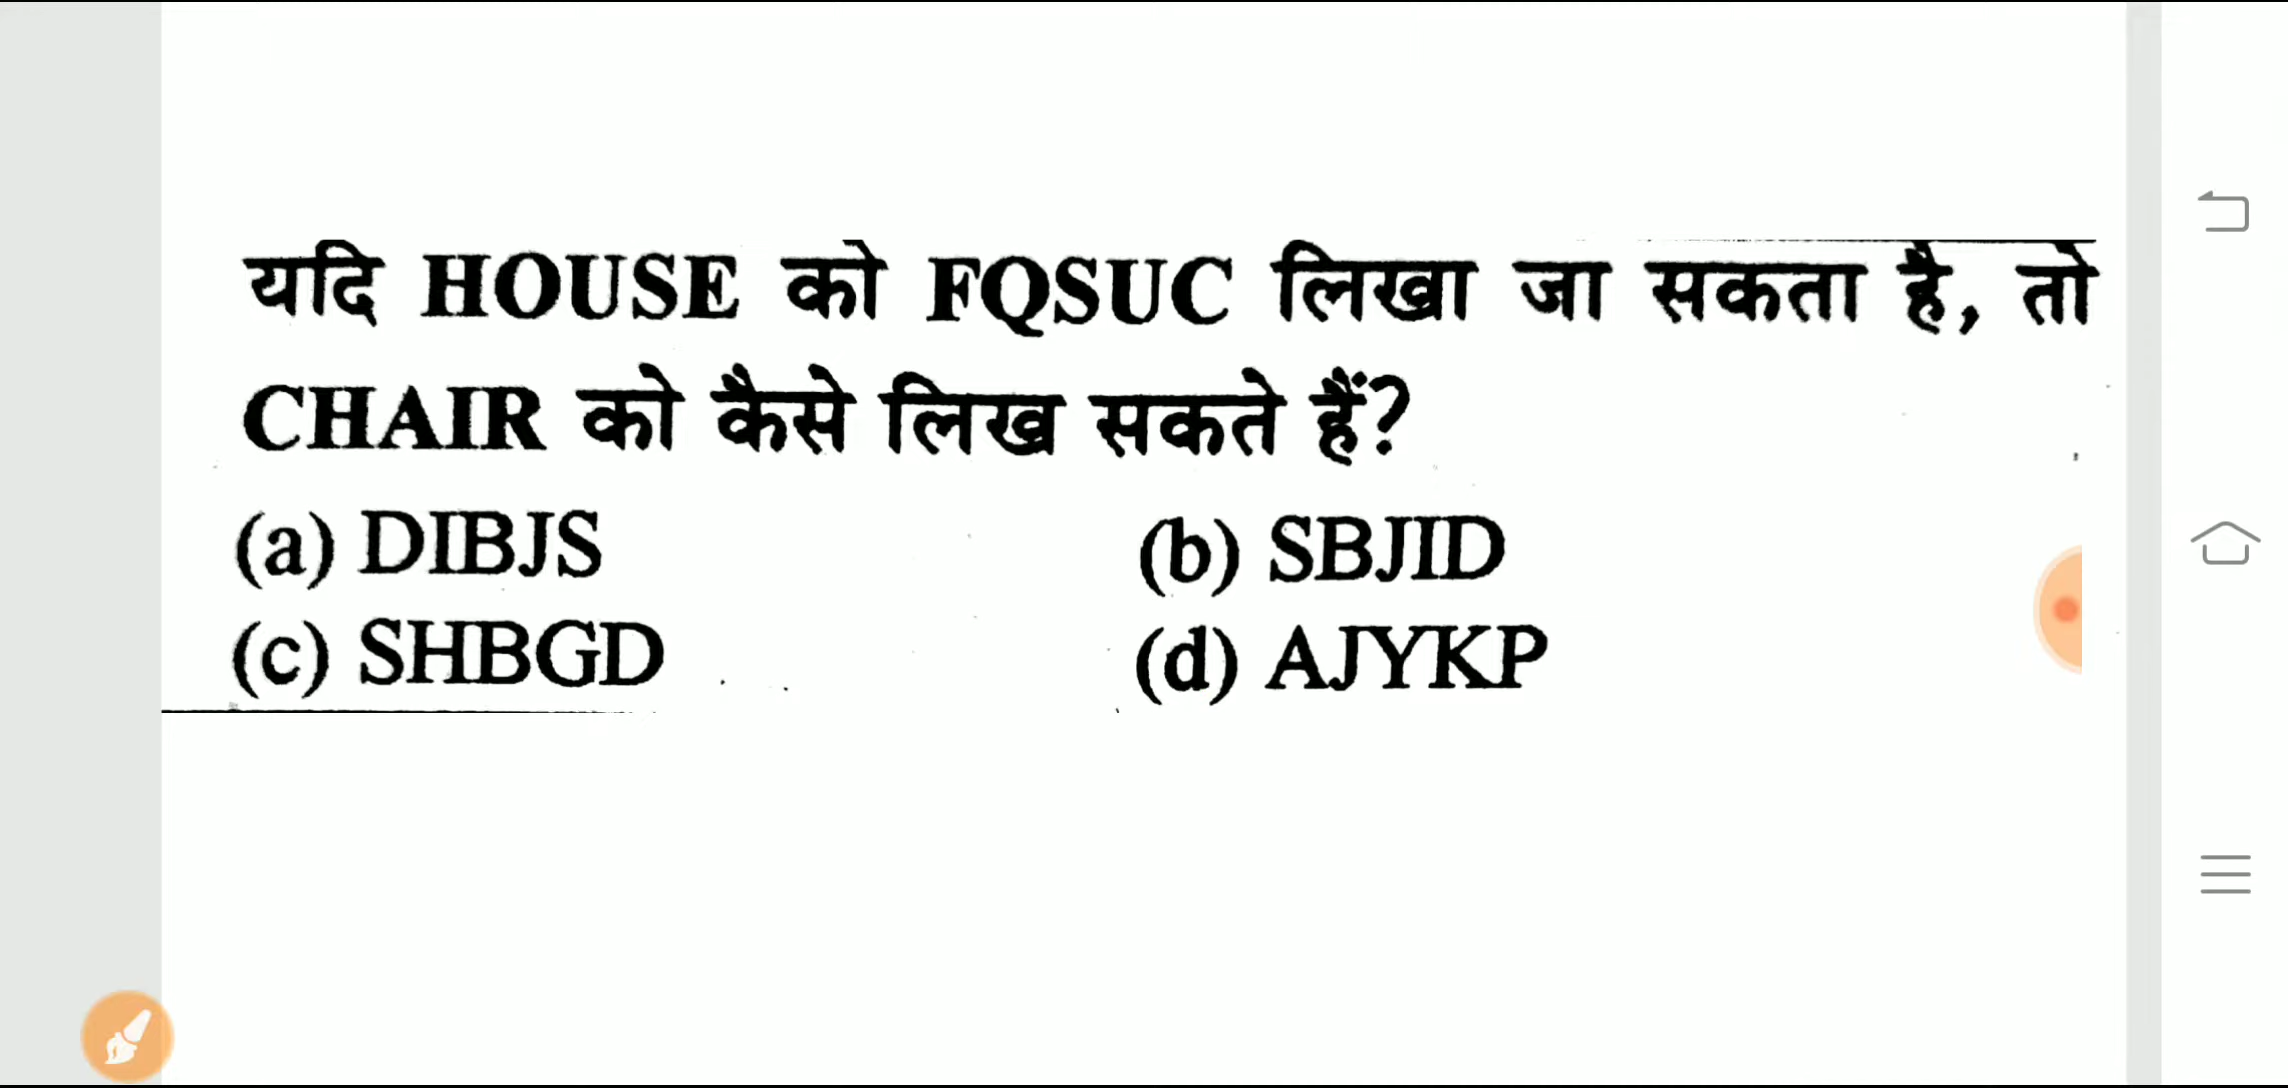 यदि HOUSE को FQSUC लिखा जा सकता है, तो
CHAIR को कैसे लिख सकते हैं?
(a) DIBJS (b) SBJID
(c) SHBGD (d) AJYKP